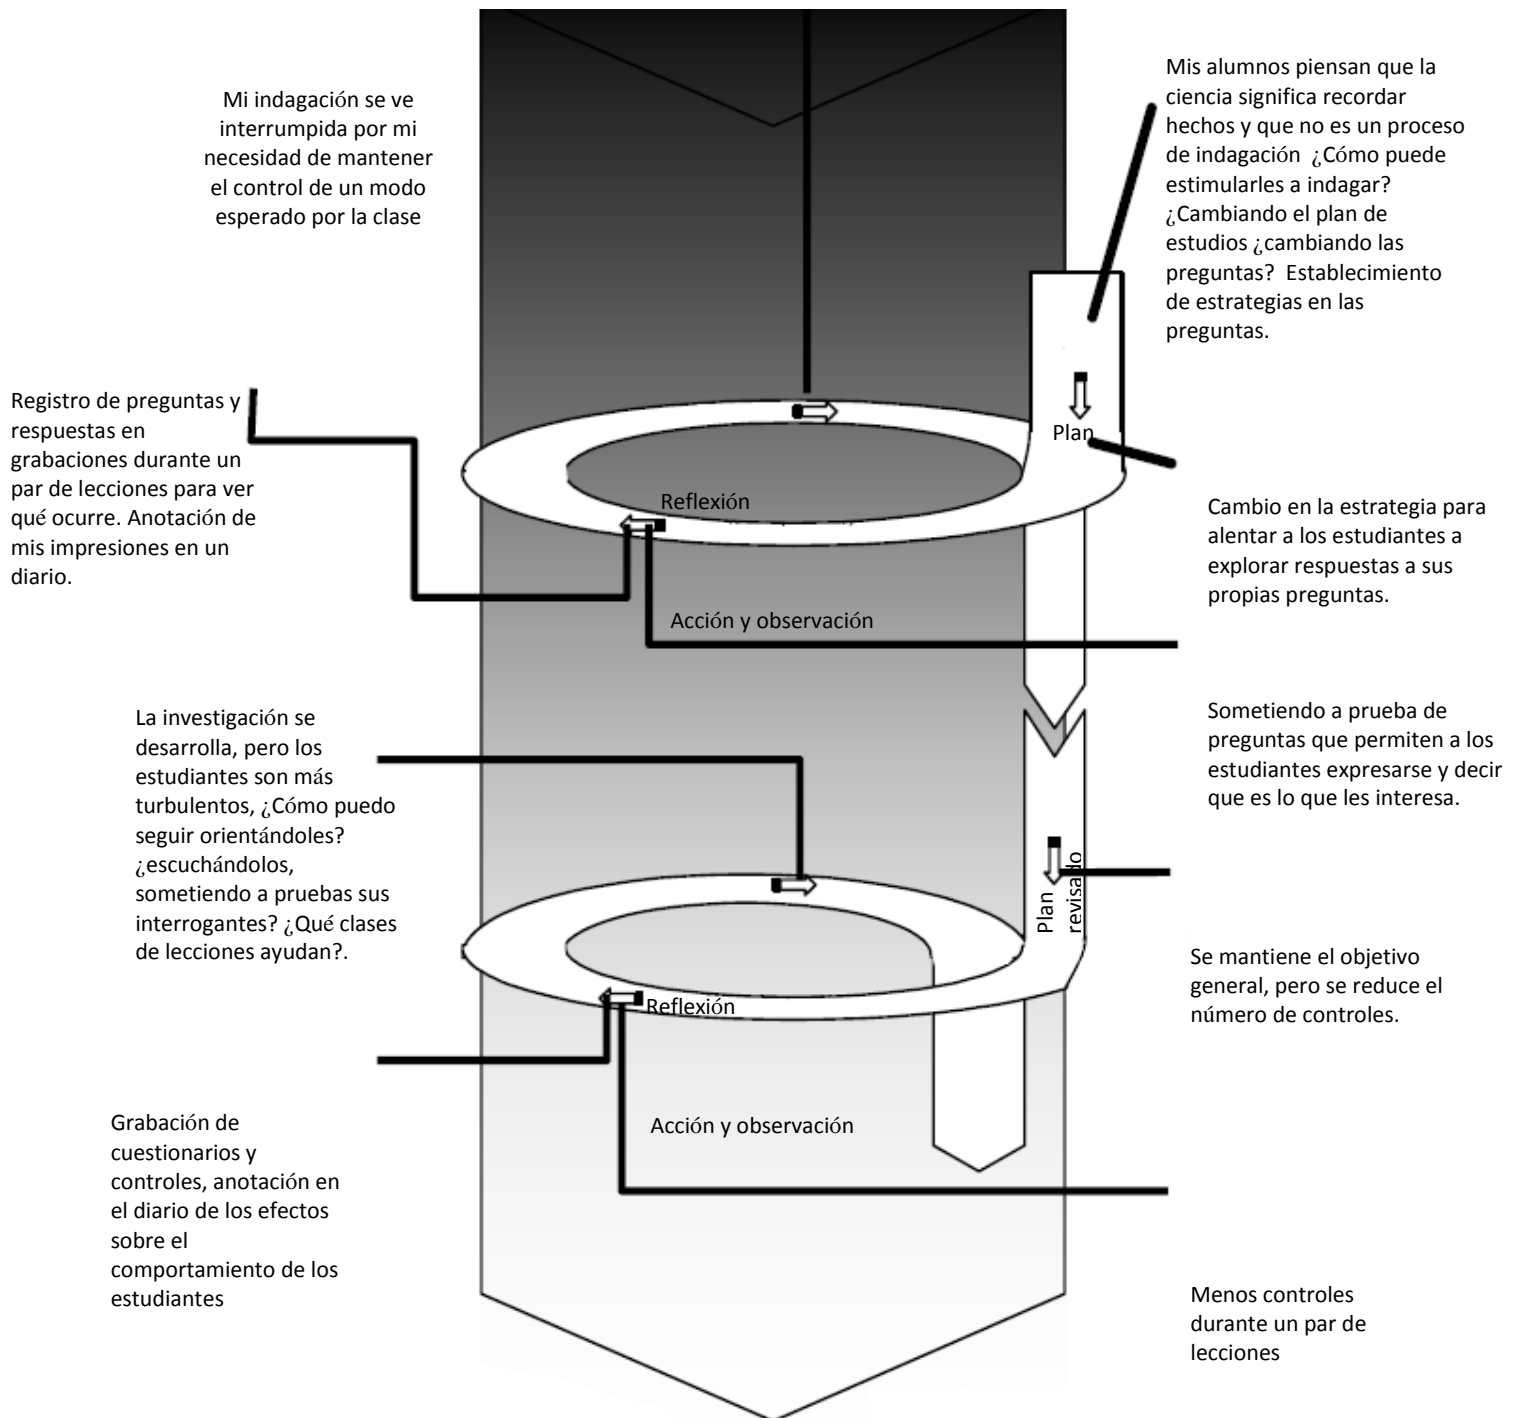 Mi indagación se ve
interrumpida por mi
necesidad de mantener
el control de un modo
esperado por la clase
Mis alumnos piensan que la
ciencia significa recordar
hechos y que no es un proceso
de indagación ¿Cómo puede
estimularles a indagar?
¿Cambiando el plan de
estudios ¿cambiando las
preguntas? Establecimiento
de estrategias en las
preguntas.
Registro de preguntas y
respuestas en
grabaciones durante un
par de lecciones para ver
qué ocurre. Anotación de
mis impresiones en un
diario.
Plan
Reflexión
Cambio en la estrategia para
alentar a los estudiantes a
explorar respuestas a sus
propias preguntas.
Acción y observación
Sometiendo a prueba de
preguntas que permiten a los
estudiantes expresarse y decir
que es lo que les interesa.
La investigación se
desarrolla, pero los
estudiantes son más
turbulentos, ¿Cómo puedo
seguir orientándoles?
¿escuchándolos,
sometiendo a pruebas sus
interrogantes? ¿Qué clases
de lecciones ayudan?.
Plan
revisado
Se mantiene el objetivo
general, pero se reduce el
número de controles.
Reflexión
Grabación de
cuestionarios y
controles, anotación en
el diario de los efectos
sobre el
comportamiento de los
estudiantes
Acción y observación
Menos controles
durante un par de
lecciones